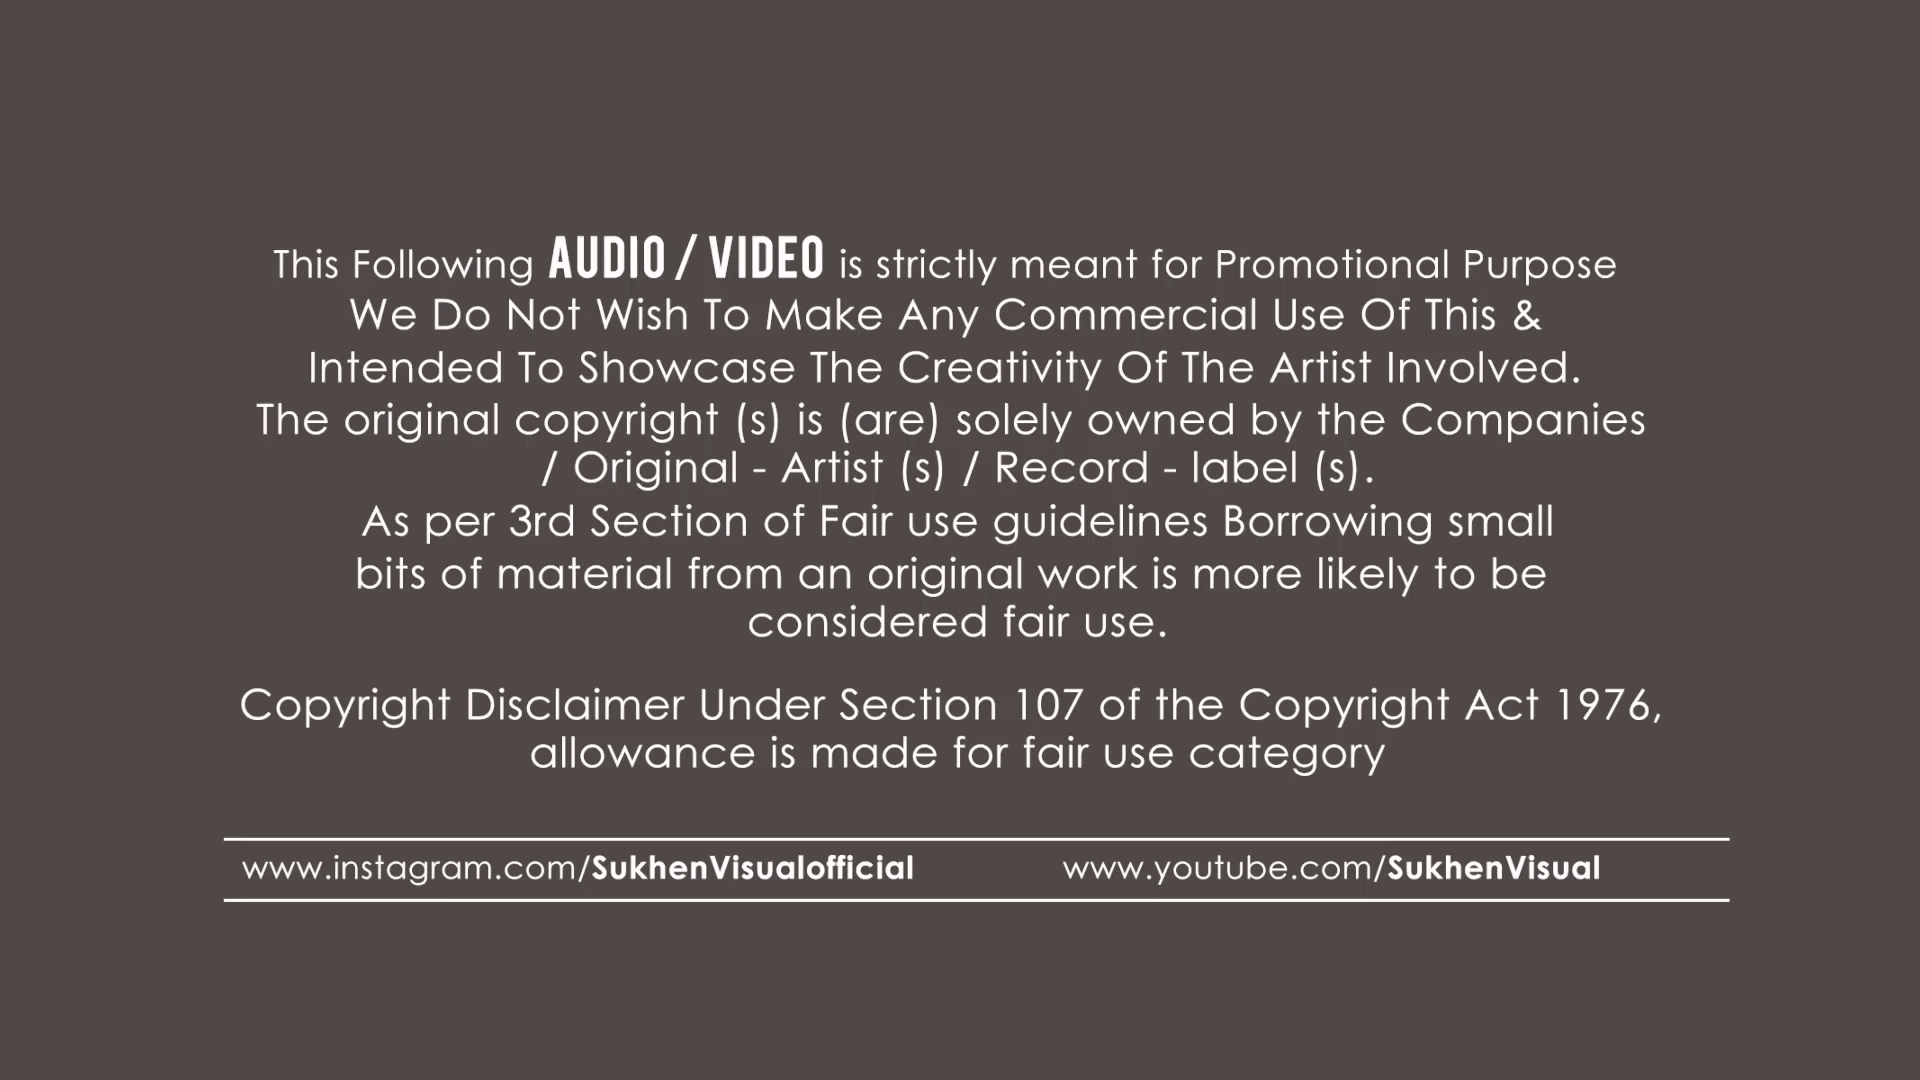 This Following AUDIO / VIDEO is strictly meant for Promotional Purpose
We Do Not Wish To Make Any Commercial Use Of This &
Intended To Showcase The Creativity Of The Artist Involved.
The original copyright (s) is (are) solely owned by the Companies
/ Original - Artist (s) / Record - label (s).
As per 3rd Section of Fair use guidelines Borrowing small
bits of material from an original work is more likely to be
considered fair use.
Copyright Disclaimer Under Section 107 of the Copyright Act 1976,
allowance is made for fair use category
www.instagram.com/SukhenVisualofficial www.youtube.com/SukhenVisual